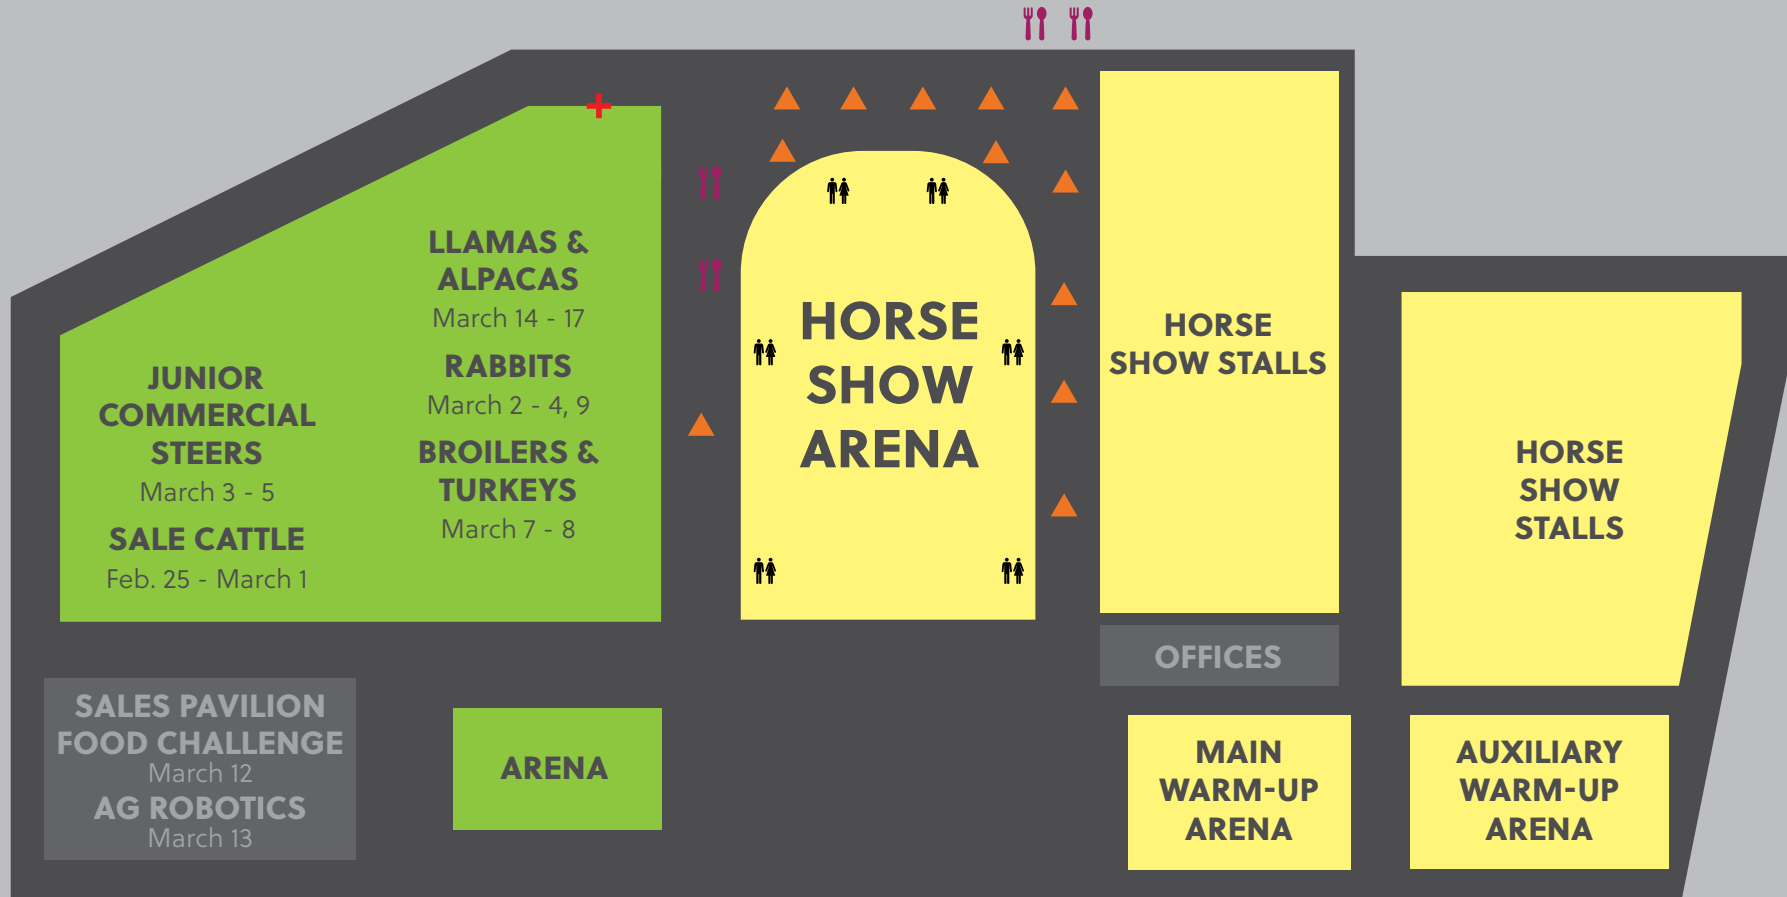 LLAMAS &
ALPACAS
March 14 - 17
RABBITS
March 2 - 4, 9
BROILERS &
TURKEYS
March 7 - 8
JUNIOR
COMMERCIAL
STEERS
March 3 - 5
SALE CATTLE
Feb. 25 - March 1
HORSE
SHOW
ARENA
HORSE
SHOW STALLS
HORSE
SHOW
STALLS
OFFICES
SALES PAVILION
FOOD CHALLENGE
March 12
AG ROBOTICS
March 13
ARENA
MAIN
WARM-UP
ARENA
AUXILIARY
WARM-UP
ARENA